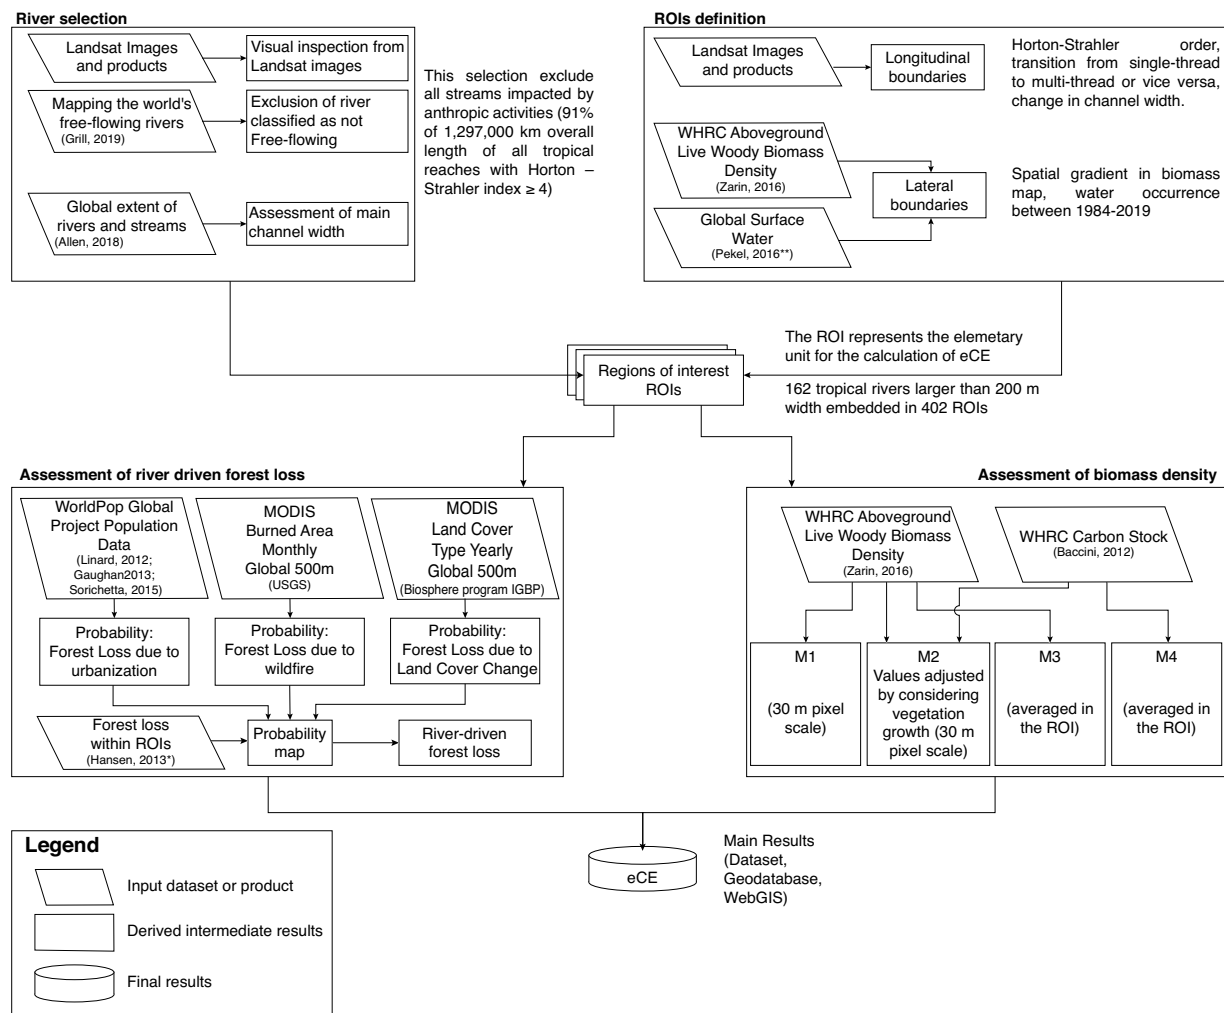 River selection
Landsat Images
and products
Visual inspection from
Landsat images
Mapping the world's
free-flowing rivers
(Grill, 2019)
Exclusion of river
classified as not
Free-flowing
Global extent of
rivers and streams
(Allen, 2018)
Assessment of main
channel width
This selection exclude
all streams impacted by
anthropic activities (91%
of 1,297,000 km overall
length of all tropical
reaches with Horton –
Strahler index ≥ 4)
ROIs definition
Landsat Images
and products
Longitudinal
boundaries
Horton-Strahler order,
transition from single-thread
to multi-thread or vice versa,
change in channel width.
WHRC Aboveground
Live Woody Biomass
Density
(Zarin, 2016)
Global Surface
Water
(Pekel, 2016**)
Lateral
boundaries
Spatial gradient in biomass
map, water occurrence
between 1984-2019
Regions of interest
ROIs
The ROI represents the elemetary
unit for the calculation of eCE
162 tropical rivers larger than 200 m
width embedded in 402 ROIs
Assessment of river driven forest loss
WorldPop Global
Project Population
Data
(Linard, 2012;
Gaughan2013;
Sorichetta, 2015)
MODIS
Burned Area
Monthly
Global 500m
(USGS)
MODIS
Land Cover
Type Yearly
Global 500m
(Biosphere program IGBP)
Probability:
Forest Loss due to
urbanization
Probability:
Forest Loss due to
wildfire
Probability:
Forest Loss due to
Land Cover Change
Forest loss
within ROIs
(Hansen, 2013*)
Probability
map
River-driven
forest loss
Assessment of biomass density
WHRC Aboveground
Live Woody Biomass
Density
(Zarin, 2016)
WHRC Carbon Stock
(Baccini, 2012)
M1
(30 m pixel
scale)
M2
Values adjusted
by considering
vegetation
growth (30 m
pixel scale)
M3
(averaged in
the ROI)
M4
(averaged in
the ROI)
eCE
Main Results
(Dataset,
Geodatabase,
WebGIS)
Legend
Input dataset or product
Derived intermediate results
Final results